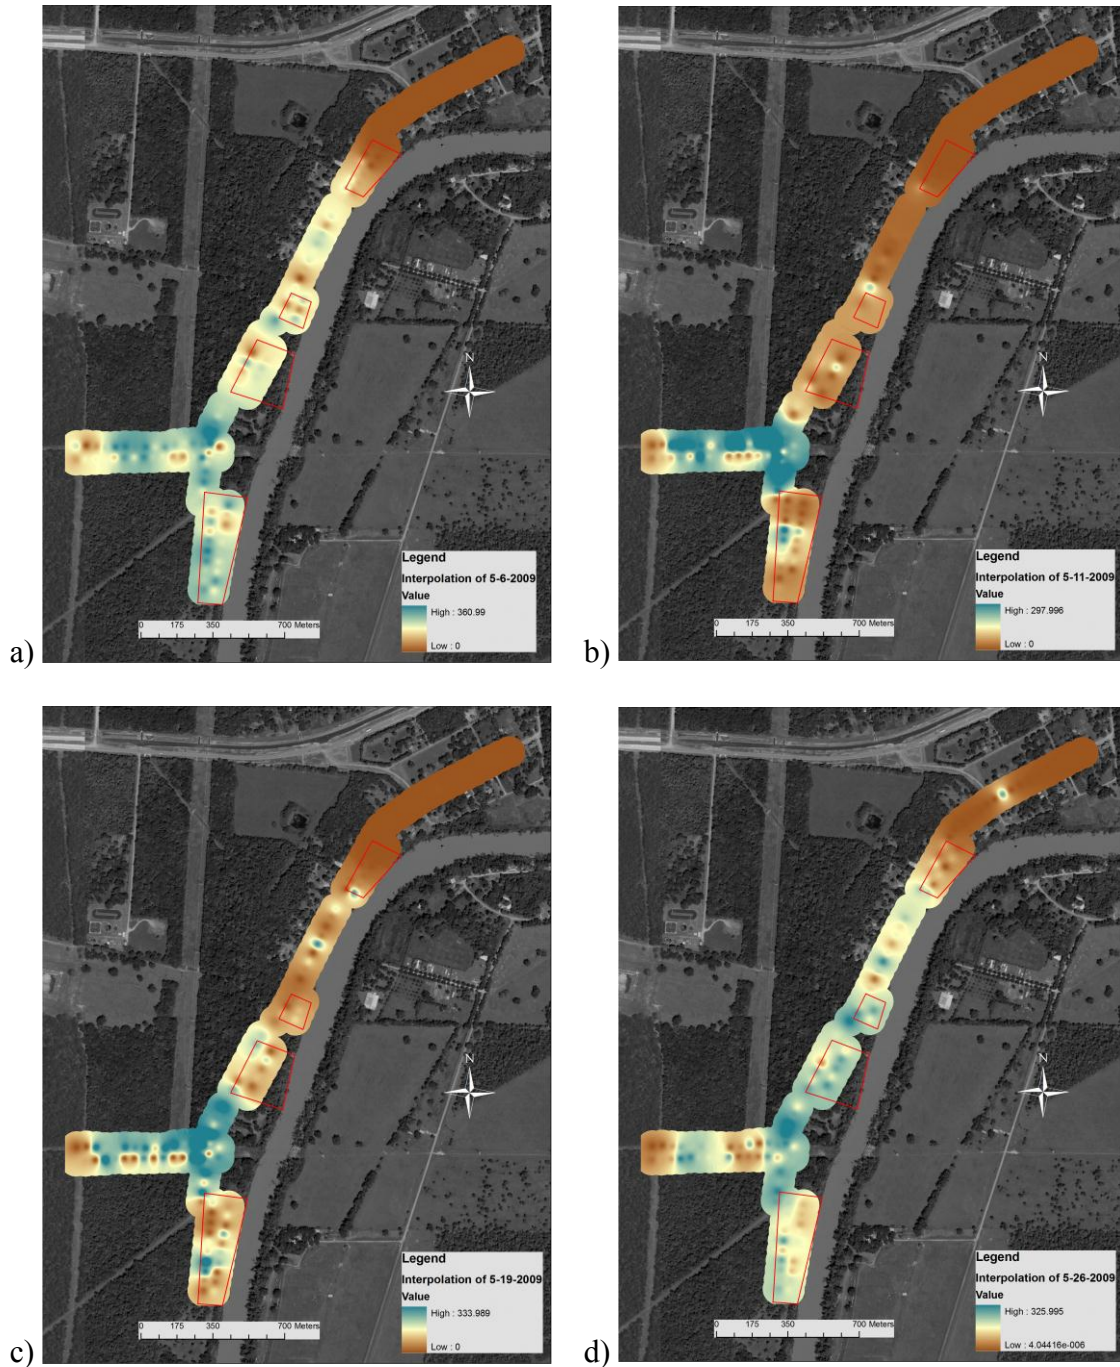 N
Legend
Interpolation of 5-6-2009
Value
High : 360.99
Low : 0
0 175 350 700 Meters
a)
N
Legend
Interpolation of 5-11-2009
Value
High : 297.996
Low : 0
0 175 350 700 Meters
b)
N
Legend
Interpolation of 5-19-2009
Value
High : 333.989
Low : 0
0 175 350 700 Meters
c)
N
Legend
Interpolation of 5-26-2009
Value
High : 325.995
Low : 4.04416e-006
0 175 350 700 Meters
d)